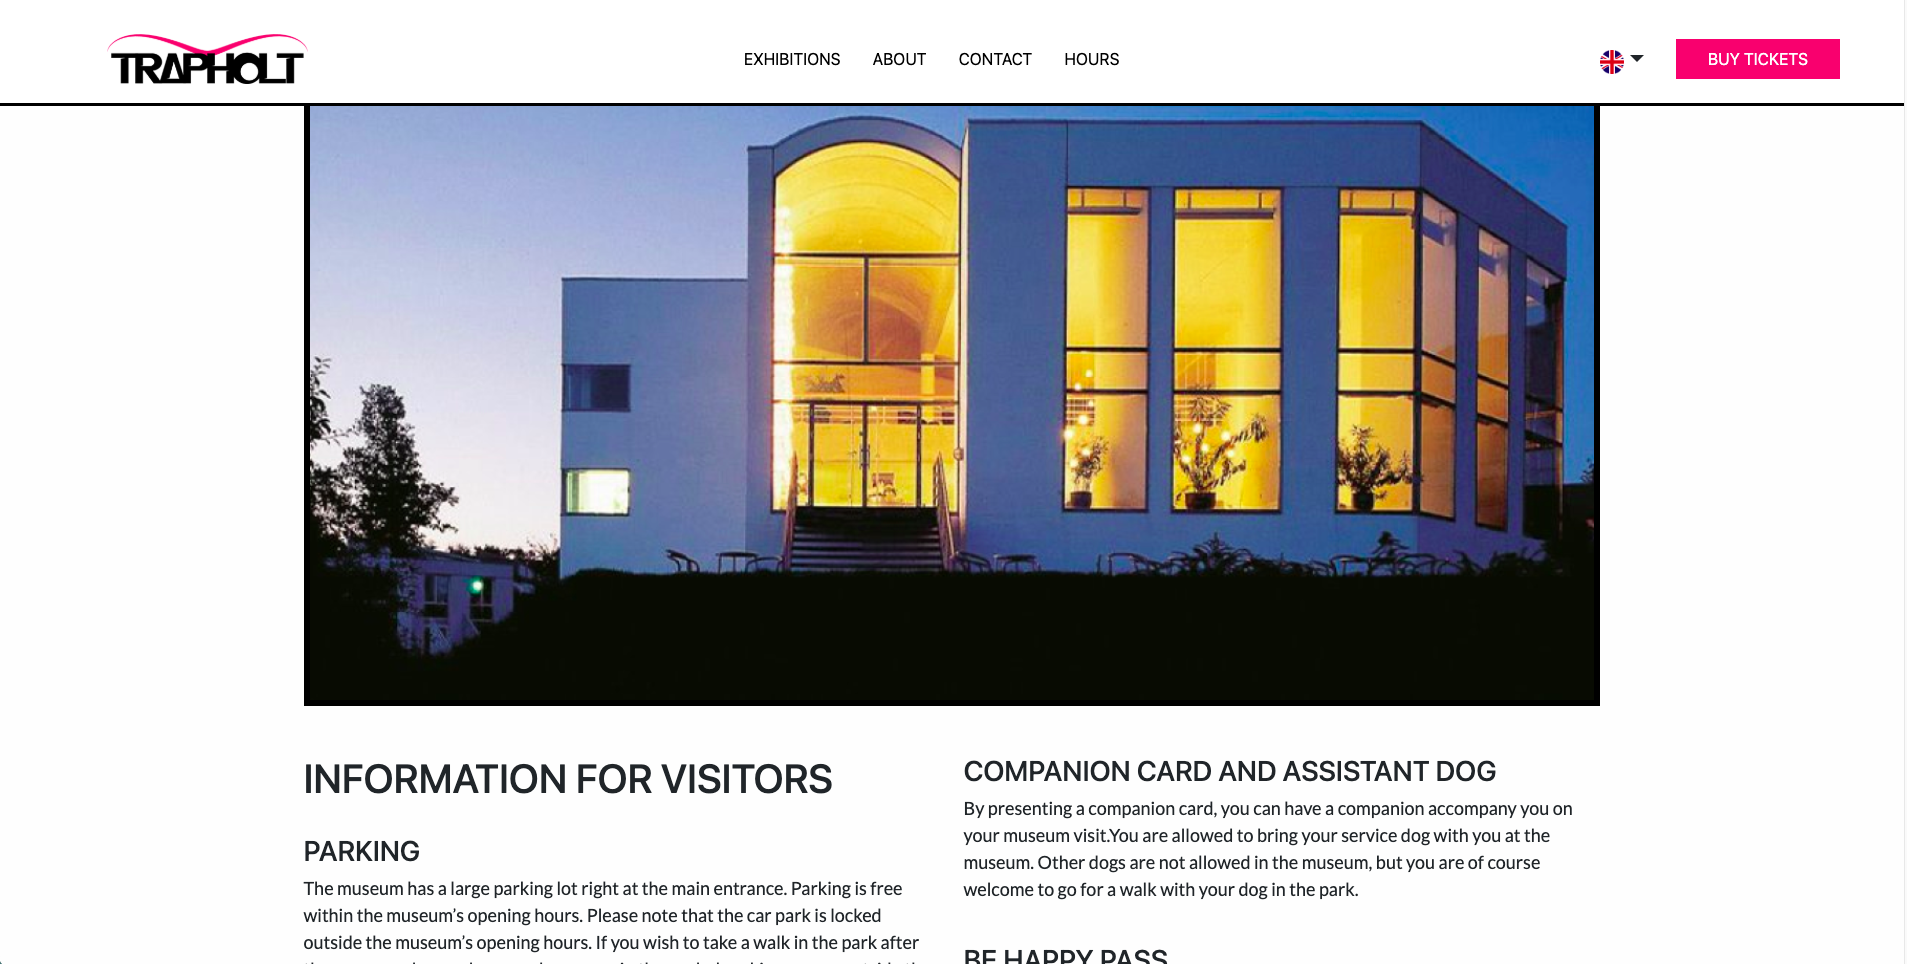 TRAPHOLT
EXHIBITIONS
ABOUT
CONTACT
HOURS
BUY TICKETS
INFORMATION FOR VISITORS
PARKING
The museum has a large parking lot right at the main entrance. Parking is free
within the museum’s opening hours. Please note that the car park is locked
outside the museum’s opening hours. If you wish to take a walk in the park after
COMPANION CARD AND ASSISTANT DOG
By presenting a companion card, you can have a companion accompany you on
your museum visit.You are allowed to bring your service dog with you at the
museum. Other dogs are not allowed in the museum, but you are of course
welcome to go for a walk with your dog in the park.
BE HAPPY PASS